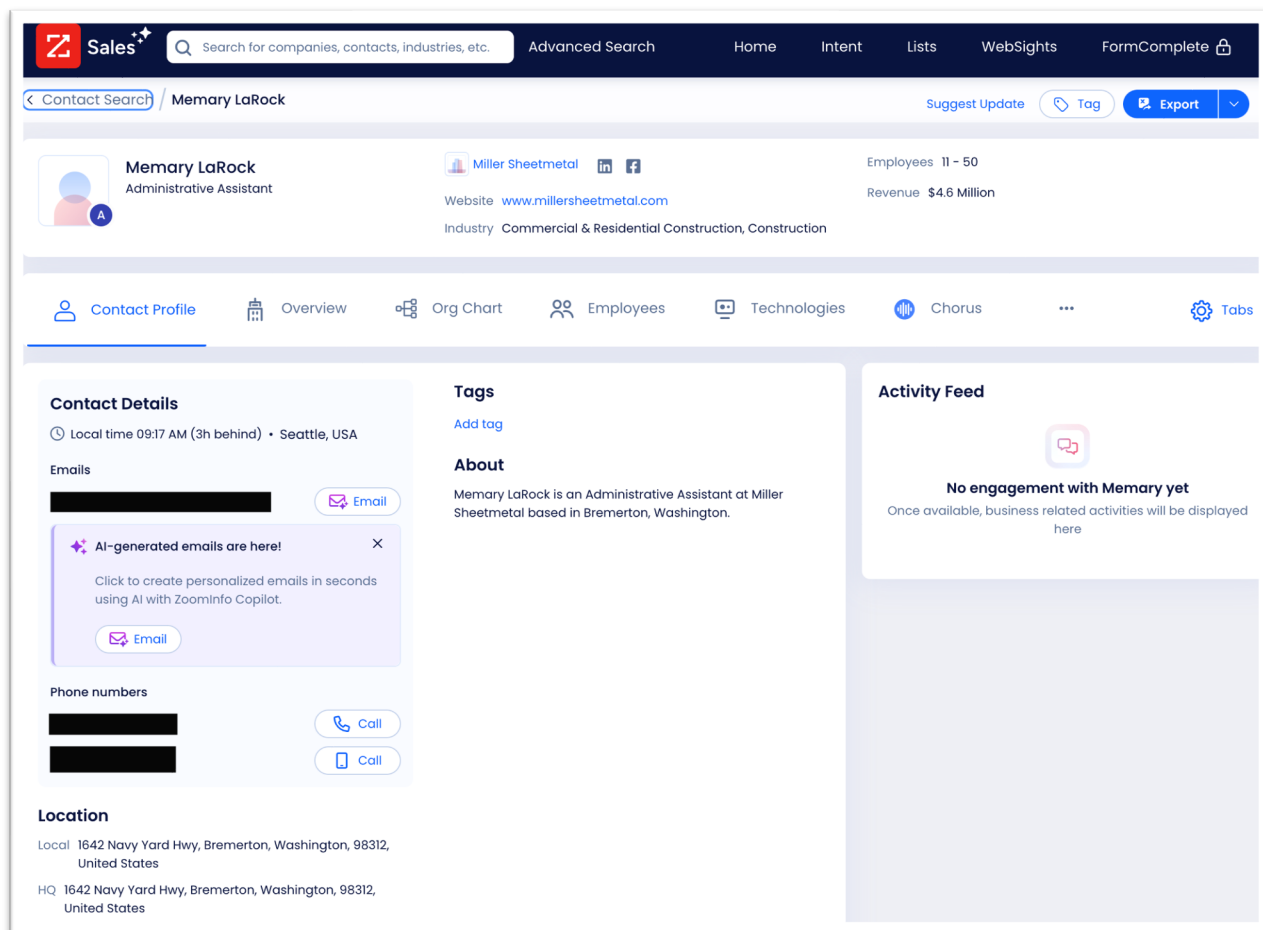 Sales
Search for companies, contacts, industries, etc.
Advanced Search
Home
Intent
Lists
WebSights
FormComplete
Contact Search / Memary LaRock
Suggest Update
Tag
Export
Memary LaRock
Administrative Assistant
A
Miller Sheetmetal
Website www.millersheetmetal.com
Industry Commercial & Residential Construction, Construction
Employees 11 - 50
Revenue $4.6 Million
Contact Profile
Overview
Org Chart
Employees
Technologies
Chorus
Tabs
Contact Details
Local time 09:17 AM (3h behind) • Seattle, USA
Emails
Email
AI-generated emails are here!
Click to create personalized emails in seconds
using AI with ZoomInfo Copilot.
Email
Phone numbers
Call
Call
Location
Local 1642 Navy Yard Hwy, Bremerton, Washington, 98312,
United States
HQ 1642 Navy Yard Hwy, Bremerton, Washington, 98312,
United States
Tags
Add tag
About
Memary LaRock is an Administrative Assistant at Miller
Sheetmetal based in Bremerton, Washington.
Activity Feed
No engagement with Memary yet
Once available, business related activities will be displayed
here